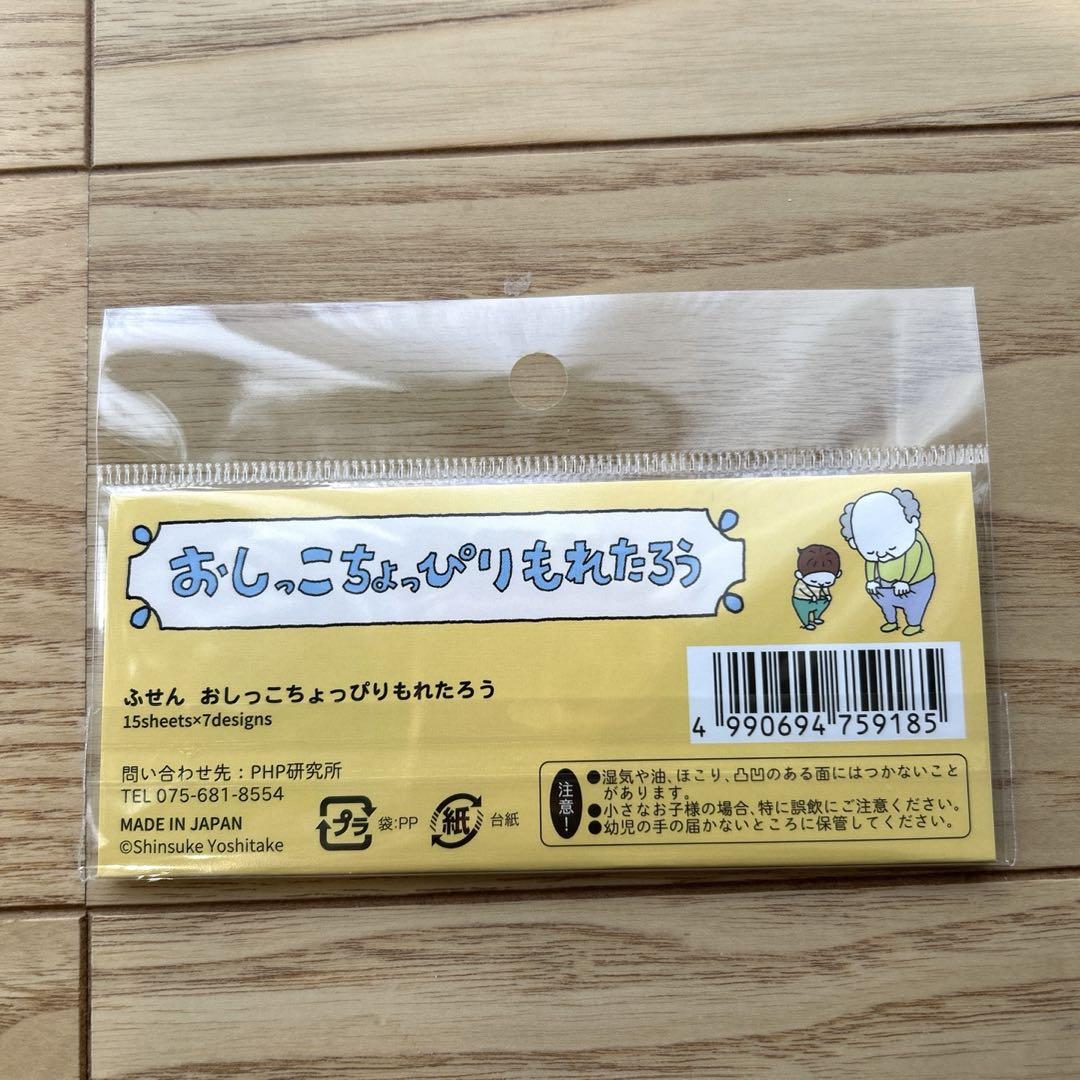 おしっこちょっぴりもれたろう
ふせん おしっこちょっぴりもれたろう
15sheets×7designs
4 990694 759185
問い合わせ先：PHP研究所
TEL 075-681-8554
MADE IN JAPAN
©Shinsuke Yoshitake
プラ 袋:PP
紙 台紙
注意！
●湿気や油、ほこり、凸凹のある面にはつかないこと
があります。
●小さなお子様の場合、特に誤飲にご注意ください。
●幼児の手の届かないところに保管してください。